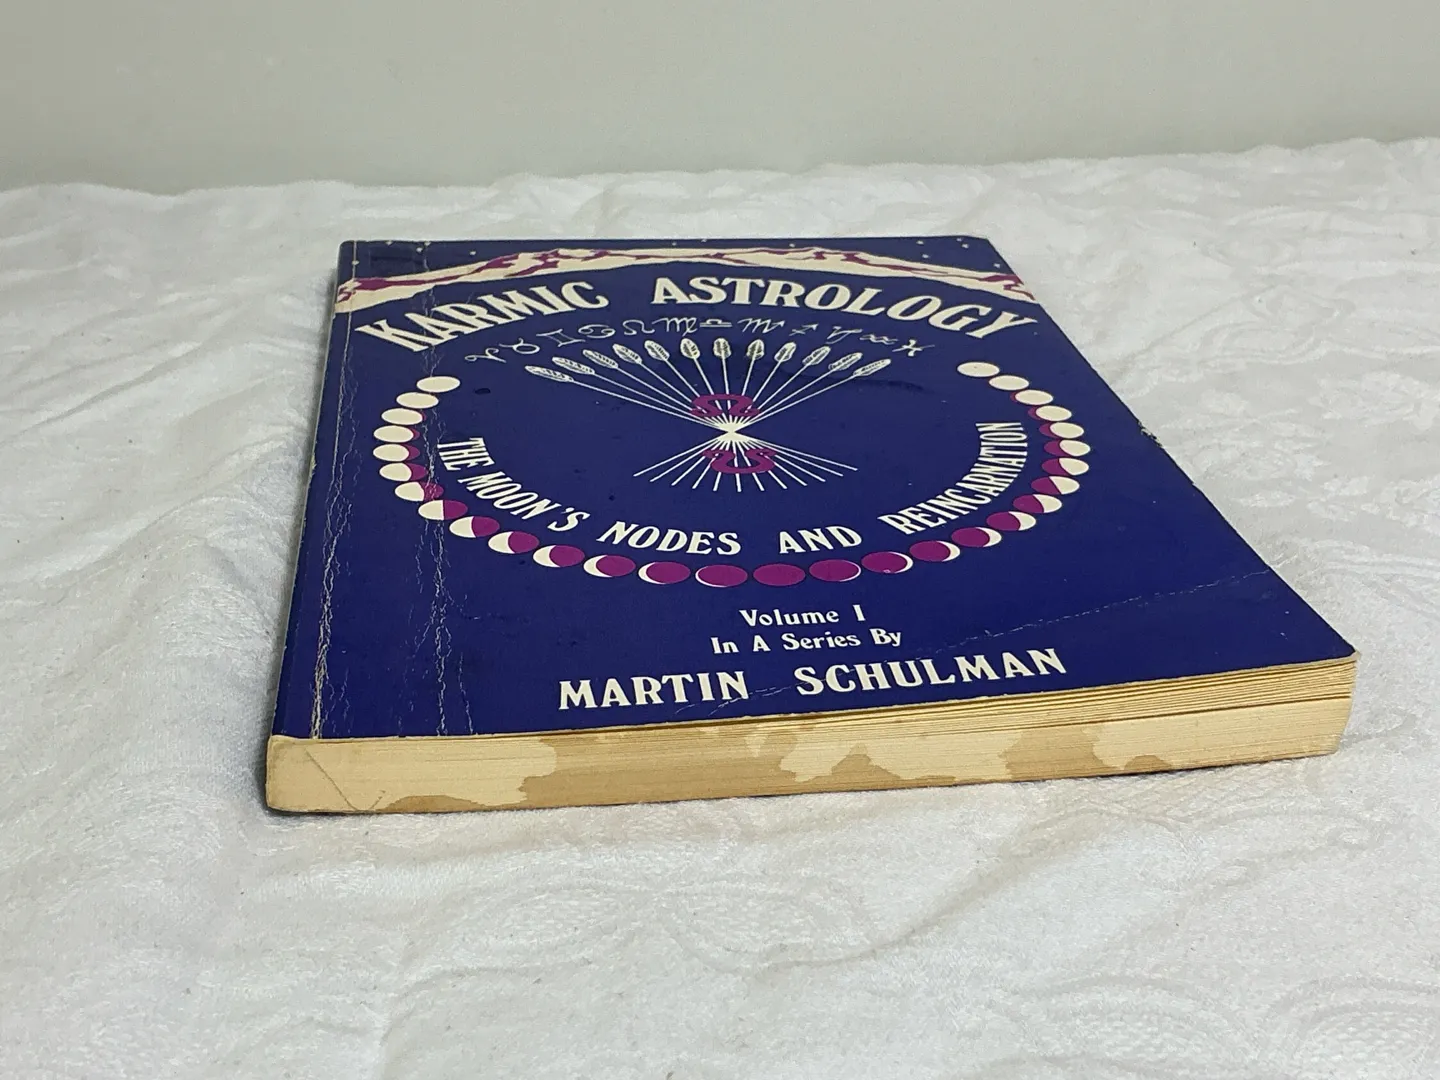 KARMIC ASTROLOGY
♈ ♉ ♊ ♋ ♌ ♍ ♎ ♏ ♐ ♑ ♒ ♓
☊
☋
THE MOON'S NODES AND REINCARNATION
Volume I
In A Series By
MARTIN SCHULMAN